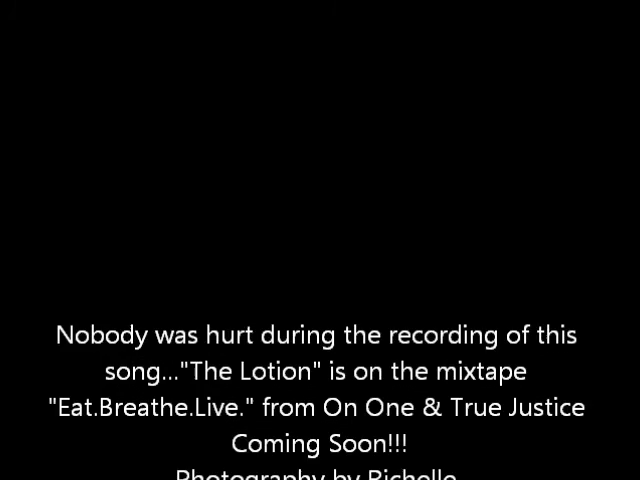 Nobody was hurt during the recording of this
song..."The Lotion" is on the mixtape
"Eat.Breathe.Live." from On One & True Justice
Coming Soon!!!
Photography by Richelle